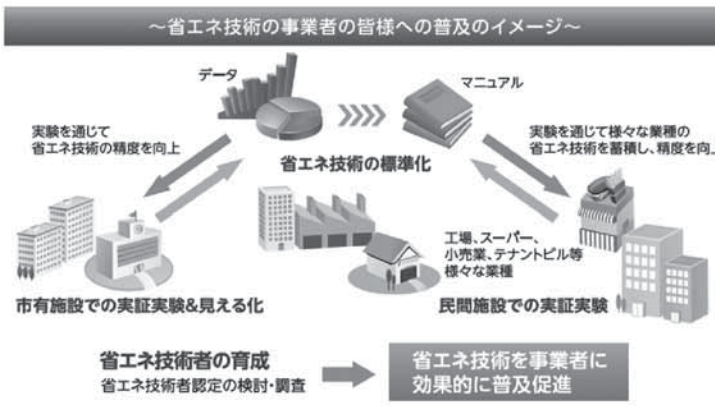 ～省エネ技術の事業者の皆様への普及のイメージ～
データ
マニュアル
実験を通じて
省エネ技術の精度を向上
実験を通じて様々な業種の
省エネ技術を蓄積し、精度を向上
省エネ技術の標準化
工場、スーパー、
小売業、テナントビル等
様々な業種
市有施設での実証実験&見える化
民間施設での実証実験
省エネ技術者の育成
省エネ技術者認定の検討・調査
省エネ技術を事業者に
効果的に普及促進